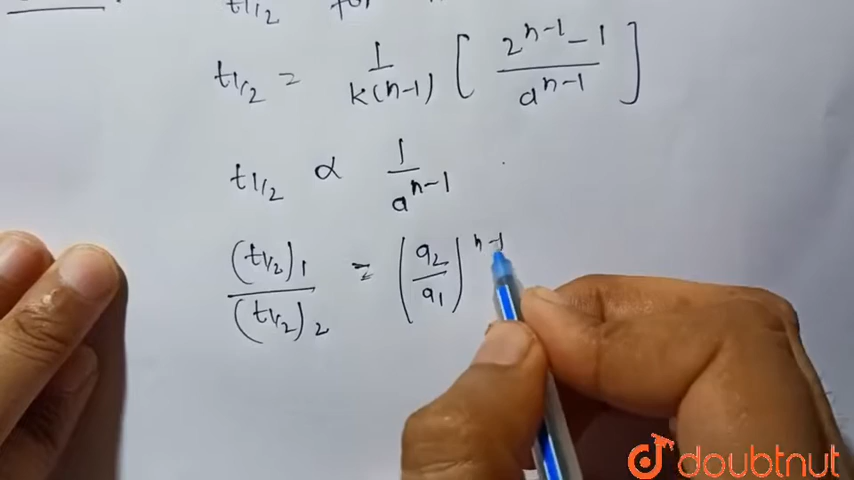 t1/2 for
t1/2 = 1/k(n-1) [ 2^n-1 - 1 / a^n-1 ]
t1/2 ∝ 1/a^n-1
(t1/2)1/(t1/2)2 = (a2/a1)^n-1
doubtnut